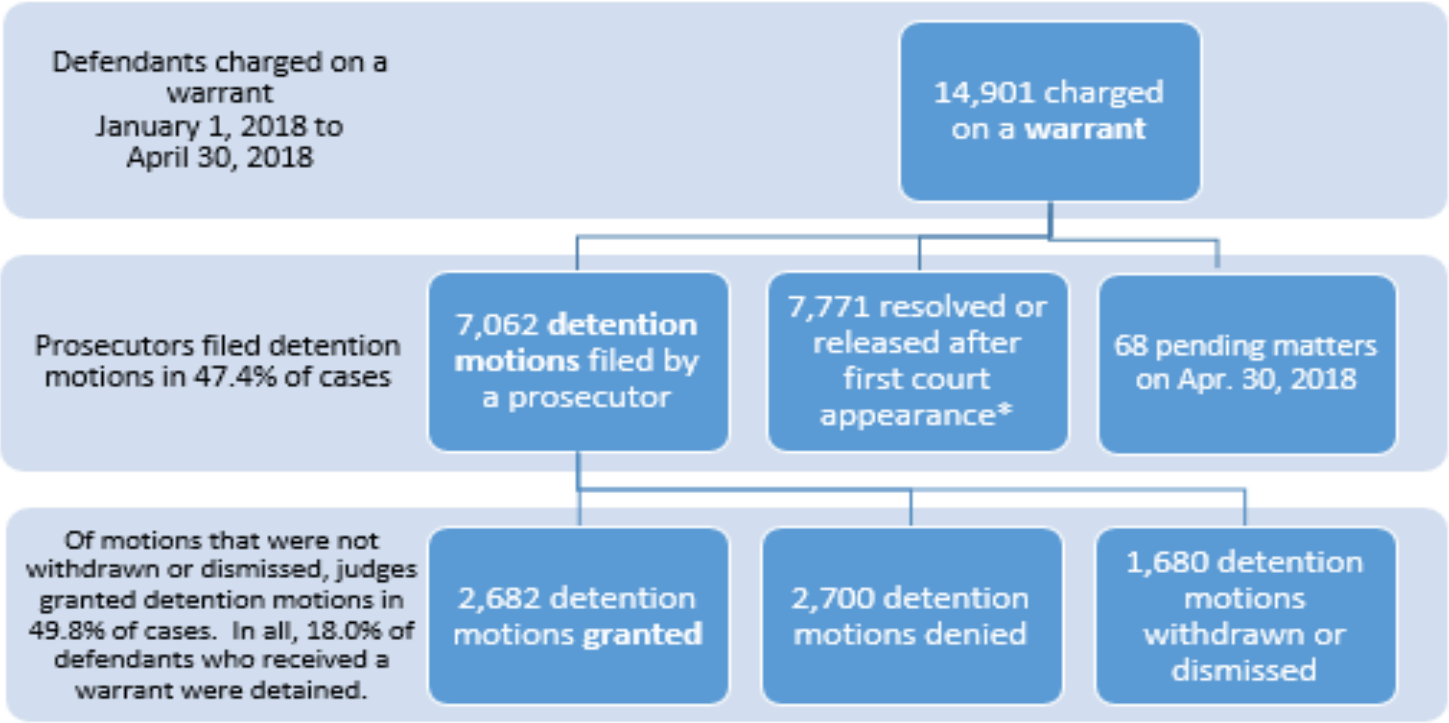 Defendants charged on a
warrant
January 1, 2018 to
April 30, 2018
14,901 charged
on a warrant
Prosecutors filed detention
motions in 47.4% of cases
7,062 detention
motions filed by
a prosecutor
7,771 resolved or
released after
first court
appearance*
68 pending matters
on Apr. 30, 2018
Of motions that were not
withdrawn or dismissed, judges
granted detention motions in
49.8% of cases. In all, 18.0% of
defendants who received a
warrant were detained.
2,682 detention
motions granted
2,700 detention
motions denied
1,680 detention
motions
withdrawn or
dismissed